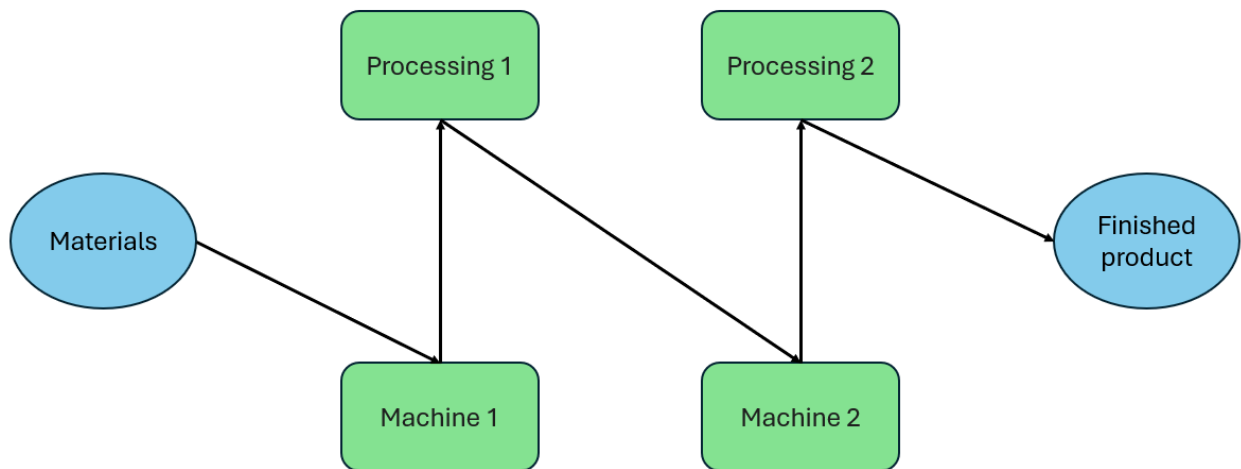 Processing 1
Processing 2
Materials
Finished
product
Machine 1
Machine 2